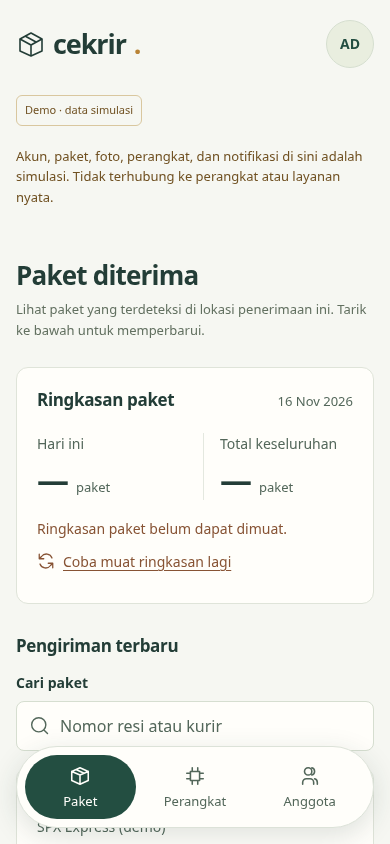 cekrir.
AD
Demo · data simulasi
Akun, paket, foto, perangkat, dan notifikasi di sini adalah
simulasi. Tidak terhubung ke perangkat atau layanan
nyata.
Paket diterima
Lihat paket yang terdeteksi di lokasi penerimaan ini. Tarik
ke bawah untuk memperbarui.
Ringkasan paket
16 Nov 2026
Hari ini
Total keseluruhan
— paket
— paket
Ringkasan paket belum dapat dimuat.
Coba muat ringkasan lagi
Pengiriman terbaru
Cari paket
Nomor resi atau kurir
Paket
Perangkat
Anggota
SPX Express (demo)